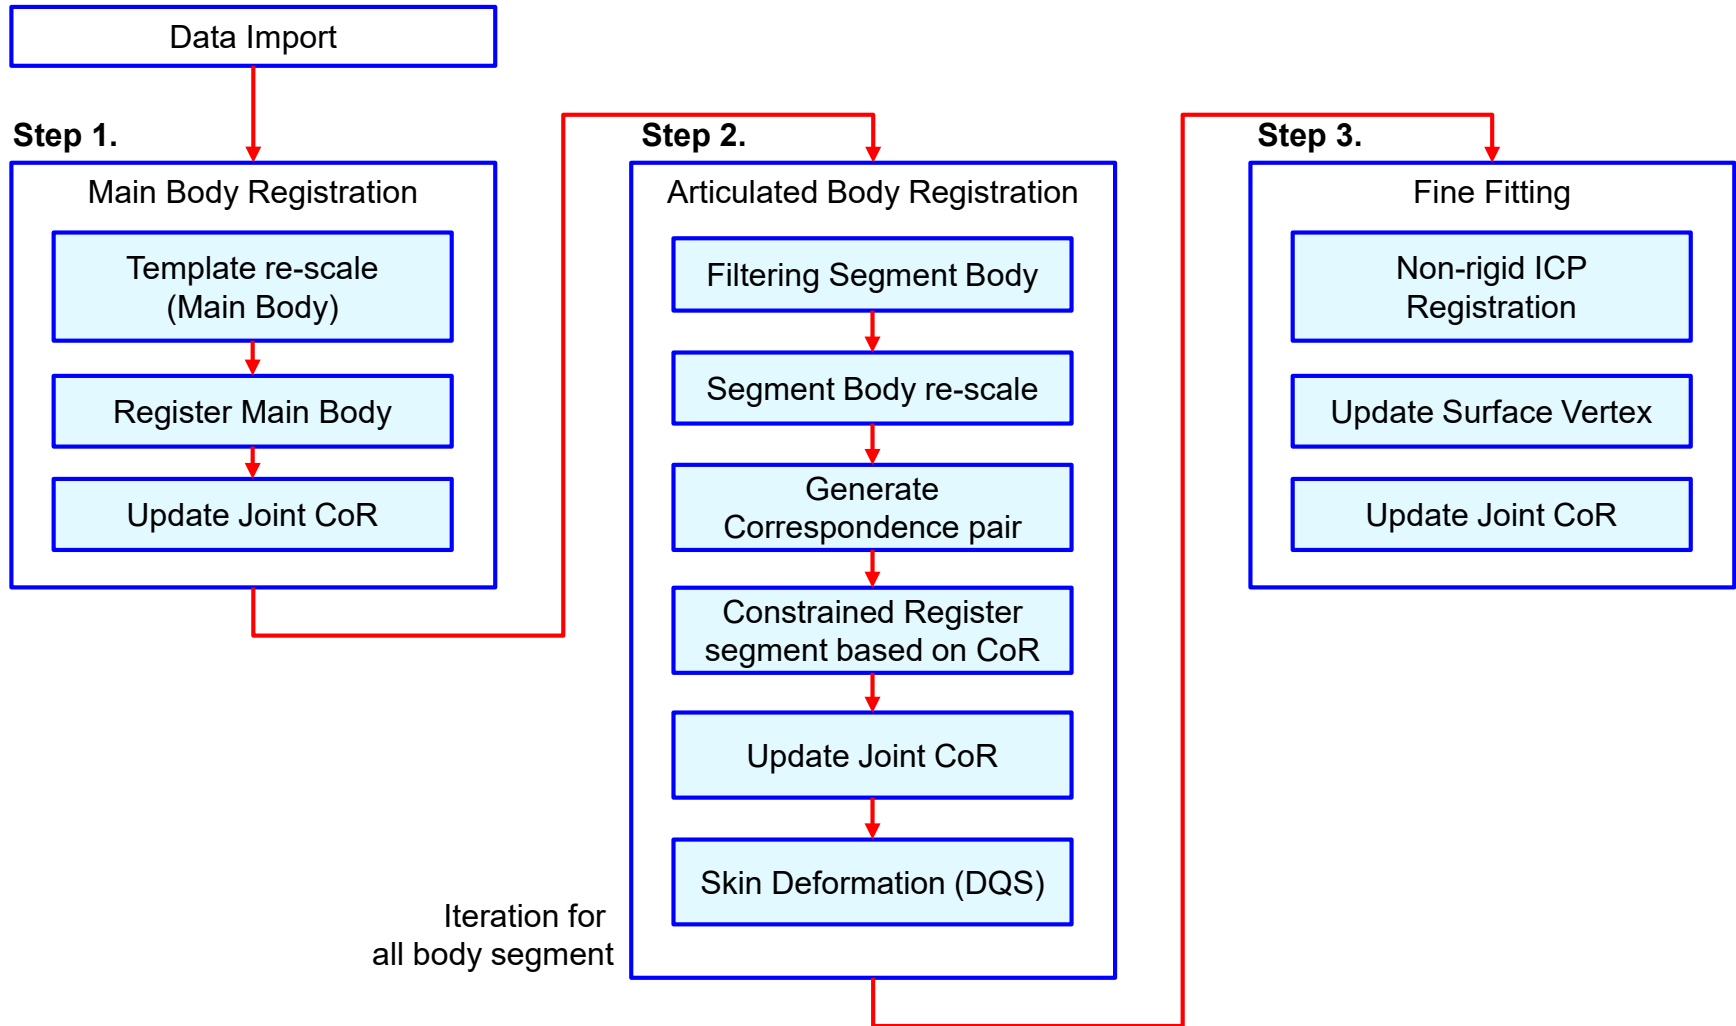 Data Import
Step 1.
Main Body Registration
Template re-scale
(Main Body)
Register Main Body
Update Joint CoR
Step 2.
Articulated Body Registration
Filtering Segment Body
Segment Body re-scale
Generate
Correspondence pair
Constrained Register
segment based on CoR
Update Joint CoR
Skin Deformation (DQS)
Iteration for
all body segment
Step 3.
Fine Fitting
Non-rigid ICP
Registration
Update Surface Vertex
Update Joint CoR